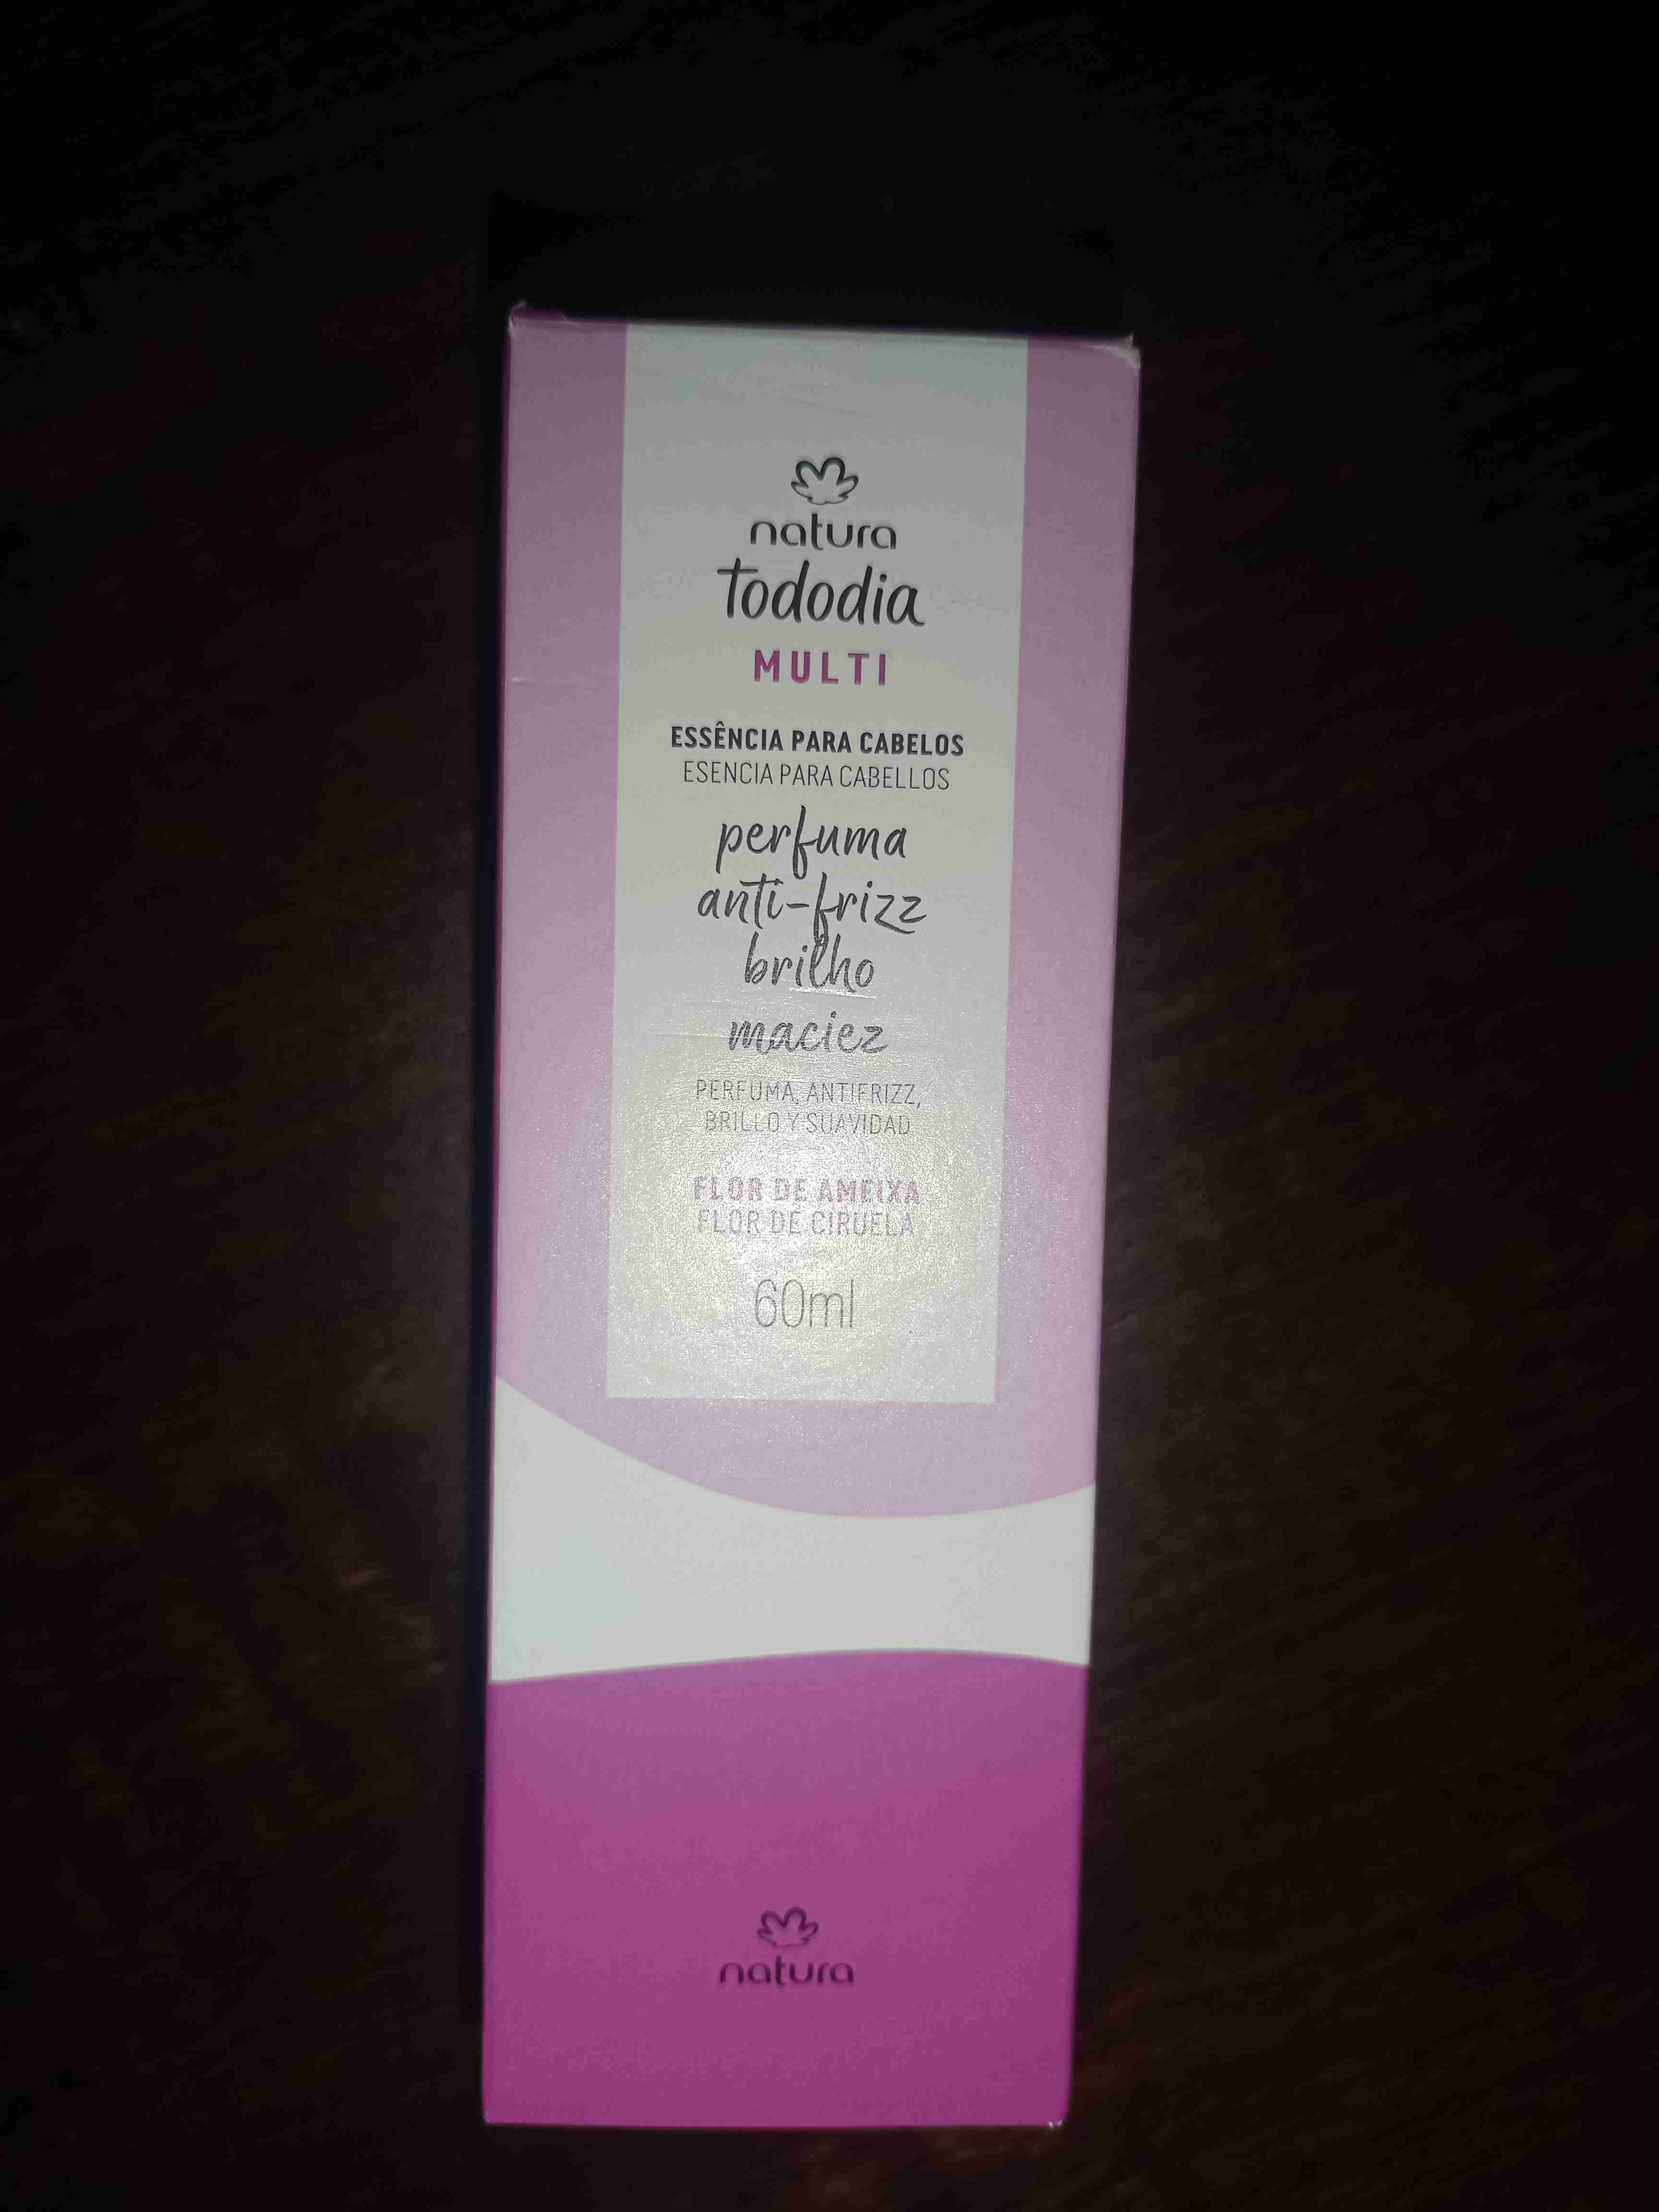 natura
tododia
MULTI
ESSÊNCIA PARA CABELOS
ESENCIA PARA CABELLOS
perfuma
anti-frizz
brilho
maciez
PERFUMA, ANTIFRIZZ,
BRILLO Y SUAVIDAD
FLOR DE AMEIXA
FLOR DE CIRUELA
60ml
natura